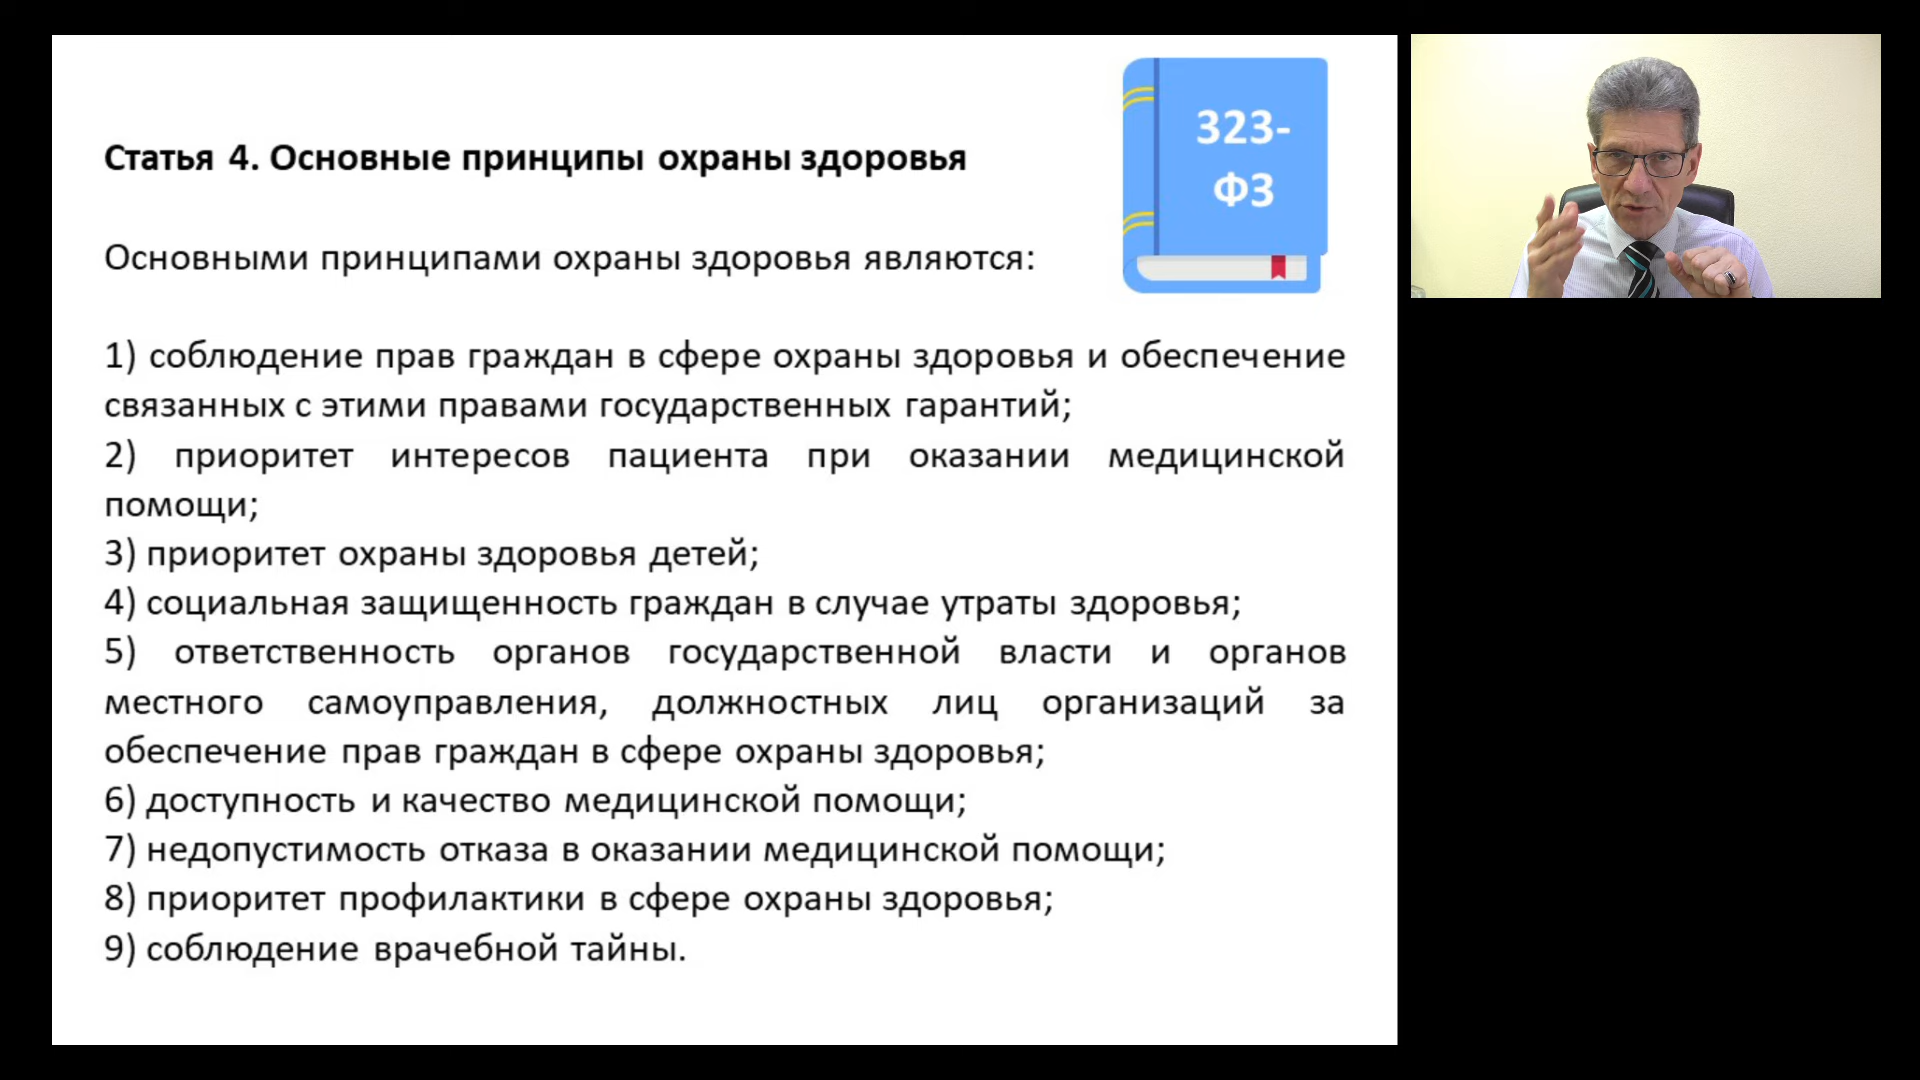 323-
ФЗ
Статья 4. Основные принципы охраны здоровья
Основными принципами охраны здоровья являются:
1) соблюдение прав граждан в сфере охраны здоровья и обеспечение
связанных с этими правами государственных гарантий;
2) приоритет интересов пациента при оказании медицинской
помощи;
3) приоритет охраны здоровья детей;
4) социальная защищенность граждан в случае утраты здоровья;
5) ответственность органов государственной власти и органов
местного самоуправления, должностных лиц организаций за
обеспечение прав граждан в сфере охраны здоровья;
6) доступность и качество медицинской помощи;
7) недопустимость отказа в оказании медицинской помощи;
8) приоритет профилактики в сфере охраны здоровья;
9) соблюдение врачебной тайны.